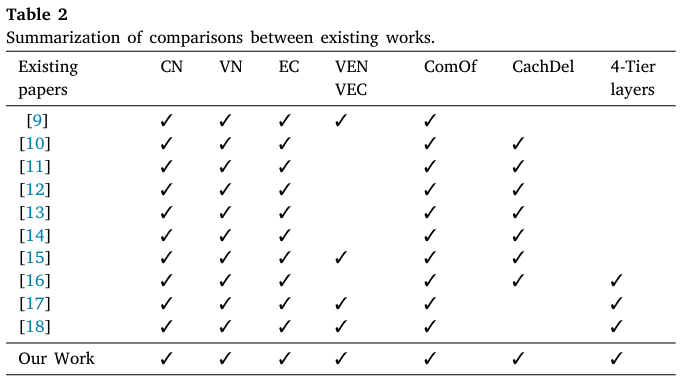 Table 2
Summarization of comparisons between existing works.
Existing papers CN VN EC VEN VEC ComOf CachDel 4-Tier layers
[9] ✓ ✓ ✓ ✓ ✓
[10] ✓ ✓ ✓ ✓ ✓
[11] ✓ ✓ ✓ ✓ ✓
[12] ✓ ✓ ✓ ✓ ✓
[13] ✓ ✓ ✓ ✓ ✓
[14] ✓ ✓ ✓ ✓ ✓
[15] ✓ ✓ ✓ ✓ ✓ ✓
[16] ✓ ✓ ✓ ✓ ✓ ✓
[17] ✓ ✓ ✓ ✓ ✓ ✓
[18] ✓ ✓ ✓ ✓ ✓ ✓
Our Work ✓ ✓ ✓ ✓ ✓ ✓ ✓